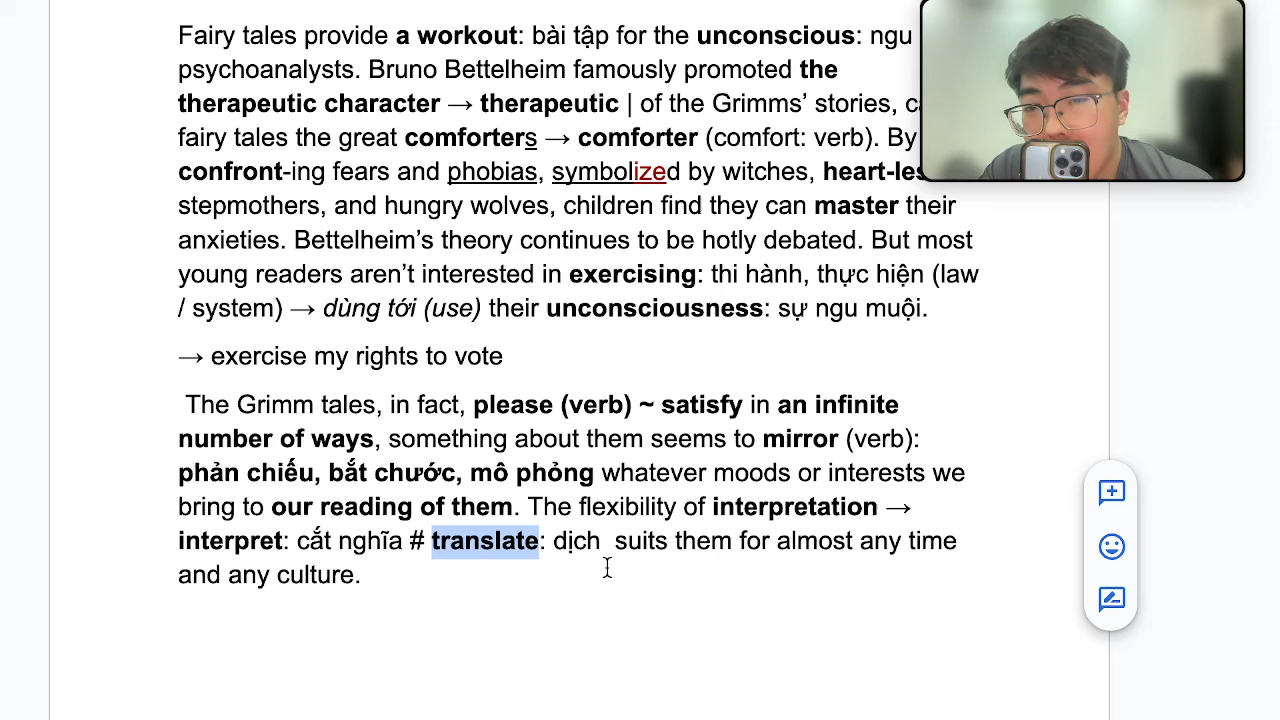 Fairy tales provide a workout: bài tập for the unconscious: ngu
psychoanalysts. Bruno Bettelheim famously promoted the
therapeutic character → therapeutic | of the Grimms’ stories,
fairy tales the great comforters → comforter (comfort: verb). By
confront-ing fears and phobias, symbolized by witches,
stepmothers, and hungry wolves, children find they can master their
anxieties. Bettelheim’s theory continues to be hotly debated. But most
young readers aren’t interested in exercising: thi hành, thực hiện (law
/ system) → dùng tới (use) their unconsciousness: sự ngu muội.
→ exercise my rights to vote
The Grimm tales, in fact, please (verb) ~ satisfy in an infinite
number of ways, something about them seems to mirror (verb):
phản chiếu, bắt chước, mô phỏng whatever moods or interests we
bring to our reading of them. The flexibility of interpretation →
interpret: cắt nghĩa # translate: dịch suits them for almost any time
and any culture.